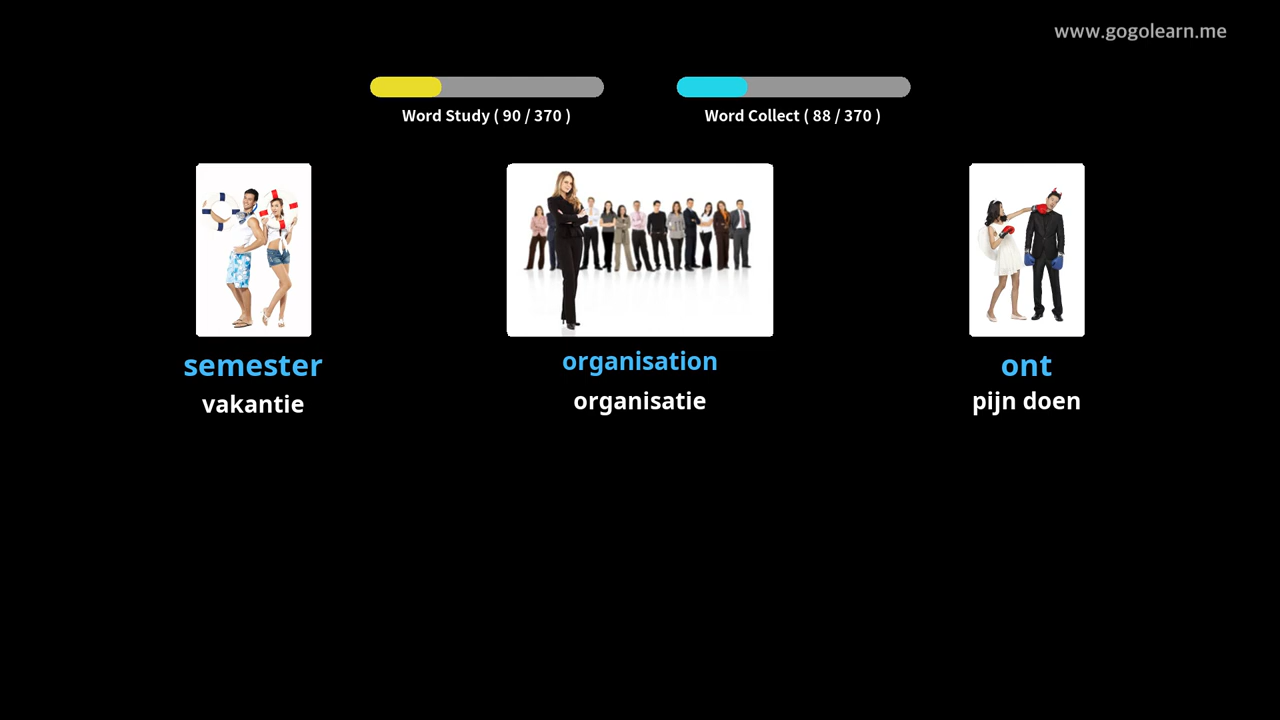 www.gogolearn.me
Word Study ( 90 / 370 )
Word Collect ( 88 / 370 )
semester
organisation
ont
vakantie
organisatie
pijn doen